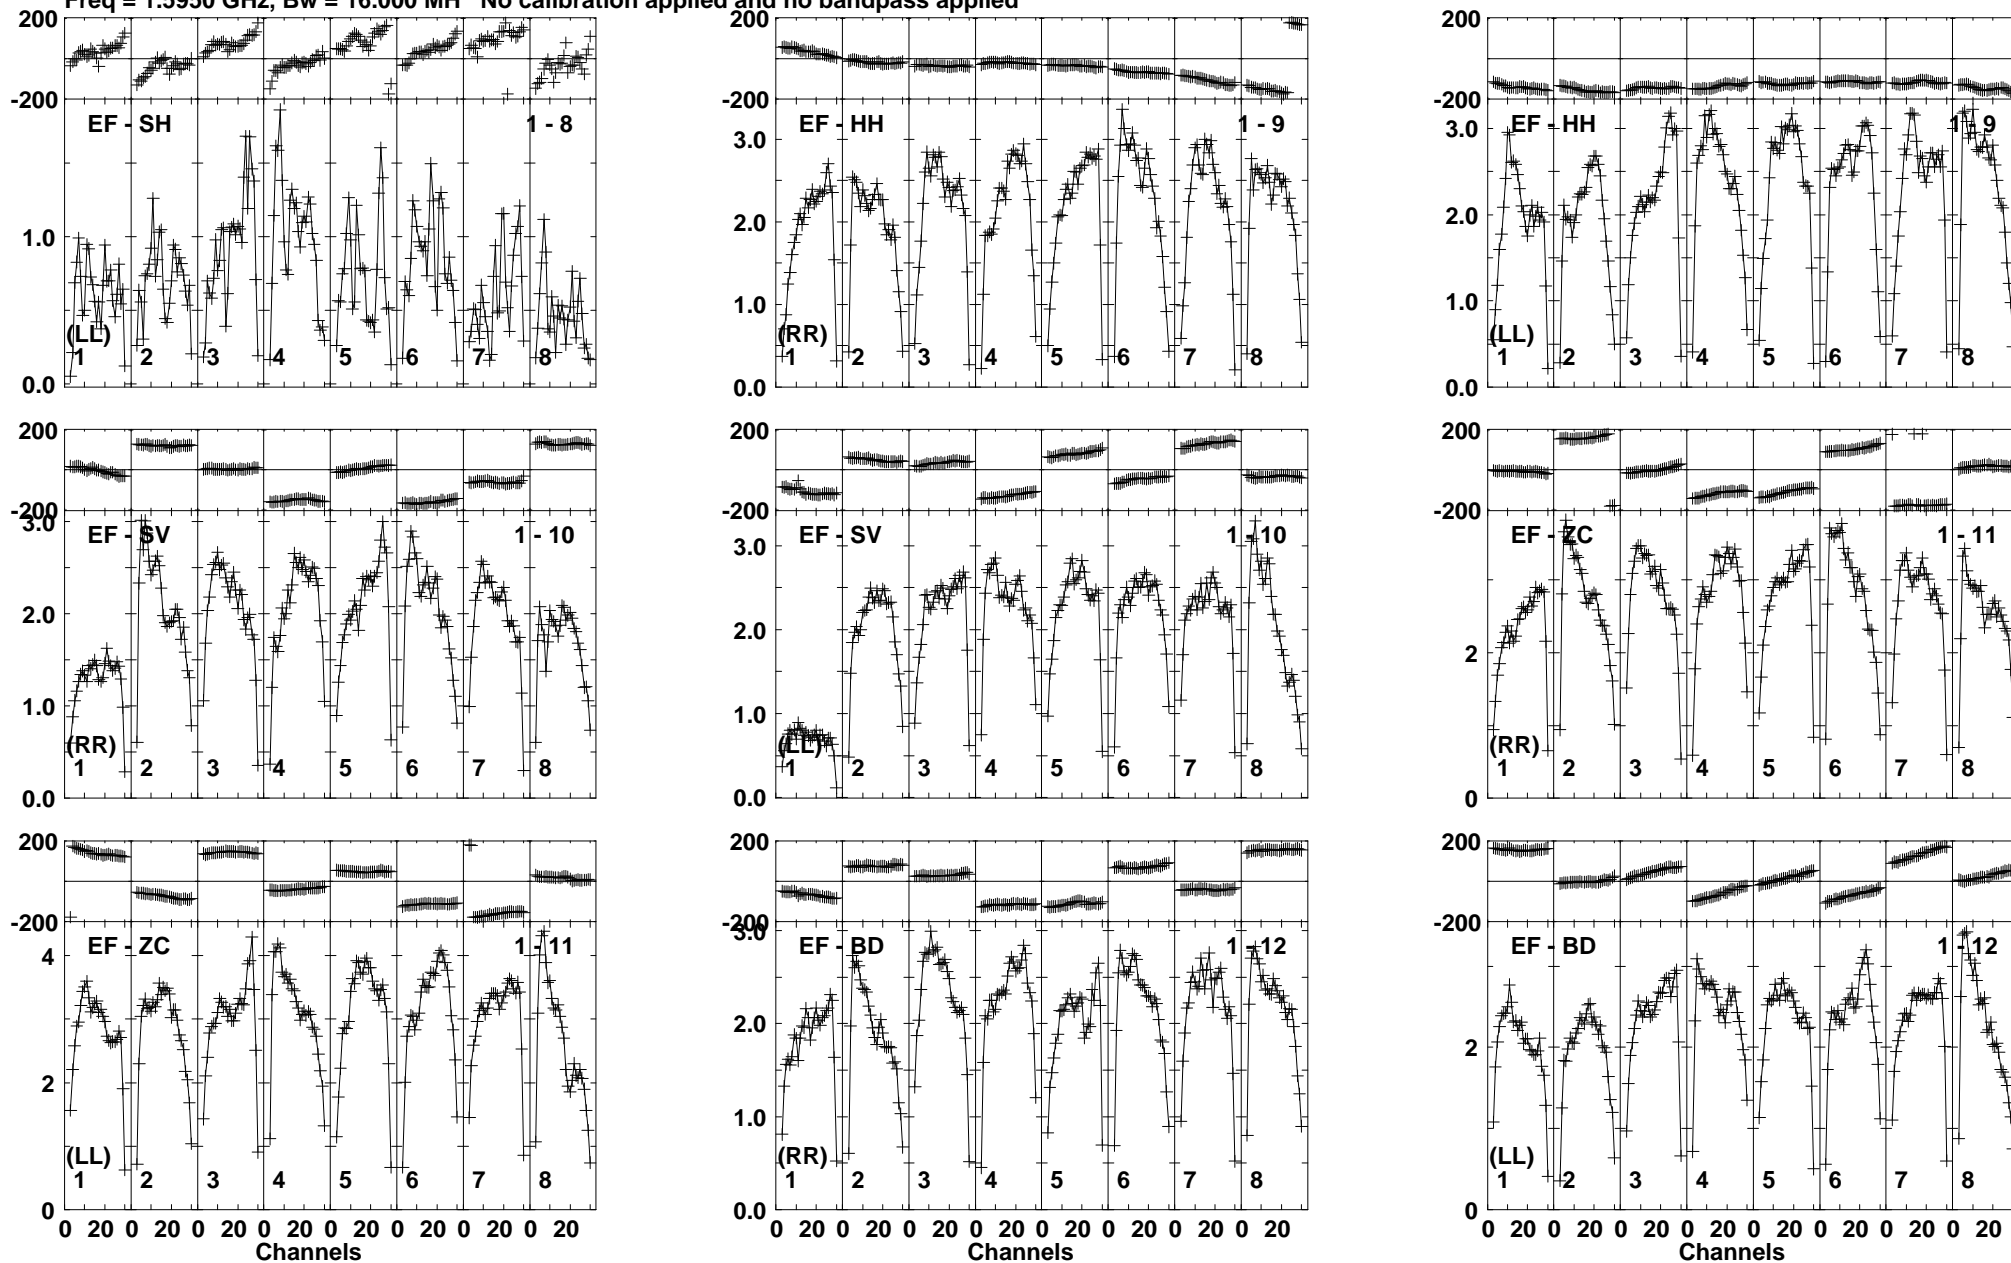 Freq = 1.5950 GHz, Bw = 16.000 MH No calibration applied and no bandpass applied
200 200 200
-200 -200 -200
EF - SH 1 - 8 EF - HH 1 - 9 EF - HH 1 - 9
3.0 3.0
1.0 2.0 2.0
1.0 1.0
(LL) (RR) (LL)
1 2 3 4 5 6 7 8 1 2 3 4 5 6 7 8 1 2 3 4 5 6 7 8
0.0 0.0 0.0
200 200 200
-200 -200 -200
3.0
EF - SV 1 - 10 EF - SV 1 - 10 EF - ZC 1 - 11
3.0
2.0 2.0 2
1.0 1.0
(RR) (LL) (RR)
1 2 3 4 5 6 7 8 1 2 3 4 5 6 7 8 1 2 3 4 5 6 7 8
0.0 0.0 0
200 200 200
-200 -200 -200
3.0
EF - ZC 1 - 11 EF - BD 1 - 12 EF - BD 1 - 12
4
2.0 2
2 1.0
(LL) (RR) (LL)
1 2 3 4 5 6 7 8 1 2 3 4 5 6 7 8 1 2 3 4 5 6 7 8
0 0.0 0
0 20 0 20 0 20 0 20 0 20 0 20 0 20 0 20 0 20 0 20 0 20 0 20 0 20 0 20 0 20 0 20 0 20 0 20 0 20 0 20 0 20 0 20 0 20 0 20
Channels Channels Channels